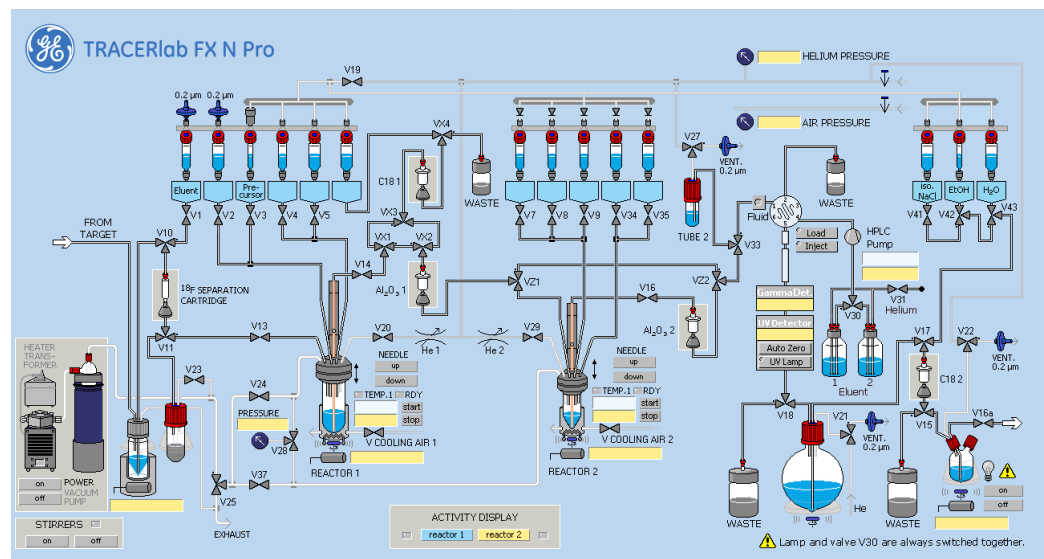 TRACERlab FX N Pro
V19
HELIUM PRESSURE
0.2 µm
0.2 µm
AIR PRESSURE
VX4
V27
VENT.
0.2 µm
WASTE
C18 1
WASTE
Eluent
Pre-
cursor
iso.
NaCl
EtOH
H₂O
V1
V2
V3
V4
V5
V7
V8
V9
V34
V35
TUBE 2
Fluid
WASTE
V41
V42
V43
FROM
TARGET
V10
VX3
VX1
VX2
V33
Load
Inject
HPLC
Pump
V14
Al₂O₃ 1
VZ1
VZ2
V16
18F SEPARATION
CARTRIDGE
Gamma Det.
V31
Helium
V30
UV Detector
Auto Zero
UV Lamp
V11
V13
V20
He 1
He 2
V29
Al₂O₃ 2
1
2
Eluent
V17
V22
VENT.
0.2 µm
HEATER
TRANS-
FORMER
V23
V24
NEEDLE
up
down
NEEDLE
up
down
C18 2
TEMP.1
RDY
start
stop
TEMP.1
RDY
start
stop
PRESSURE
V28
V COOLING AIR 1
V COOLING AIR 2
V18
V21
VENT.
0.2 µm
V15
V16a
REACTOR 1
REACTOR 2
on
off
POWER
VACUUM
PUMP
V25
V37
on
off
WASTE
He
WASTE
EXHAUST
STIRRERS
on
off
ACTIVITY DISPLAY
reactor 1
reactor 2
Lamp and valve V30 are always switched together.